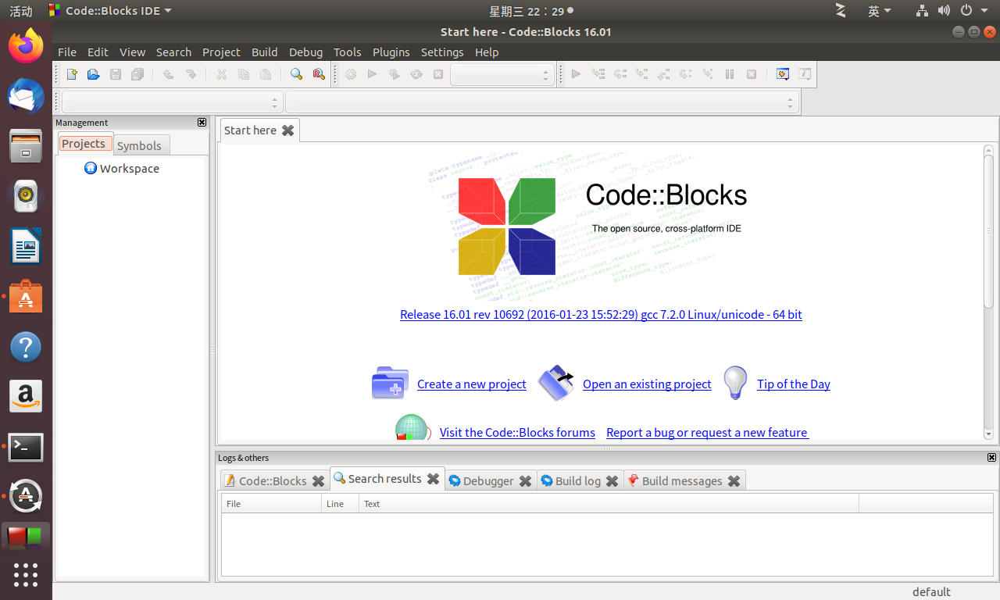 活动 Code::Blocks IDE 星期三 22：29 英
Start here - Code::Blocks 16.01
File Edit View Search Project Build Debug Tools Plugins Settings Help
Management
Start here
Projects Symbols
Workspace
Code::Blocks
The open source, cross-platform IDE
Release 16.01 rev 10692 (2016-01-23 15:52:29) gcc 7.2.0 Linux/unicode - 64 bit
Create a new project Open an existing project Tip of the Day
Visit the Code::Blocks forums Report a bug or request a new feature
Logs & others
Code::Blocks Search results Debugger Build log Build messages
File Line Text
default